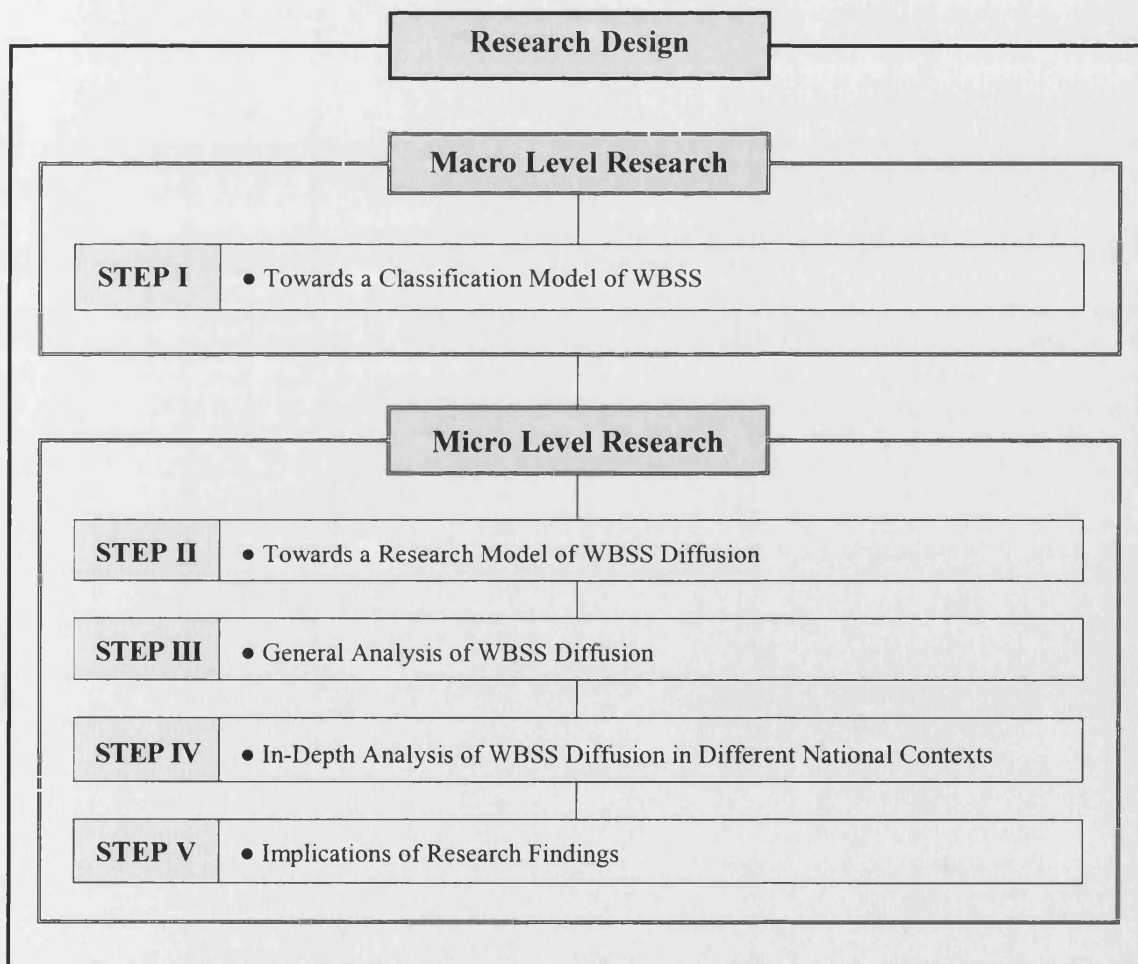 Research Design
Macro Level Research
STEP I ● Towards a Classification Model of WBSS
Micro Level Research
STEP II ● Towards a Research Model of WBSS Diffusion
STEP III ● General Analysis of WBSS Diffusion
STEP IV ● In-Depth Analysis of WBSS Diffusion in Different National Contexts
STEP V ● Implications of Research Findings